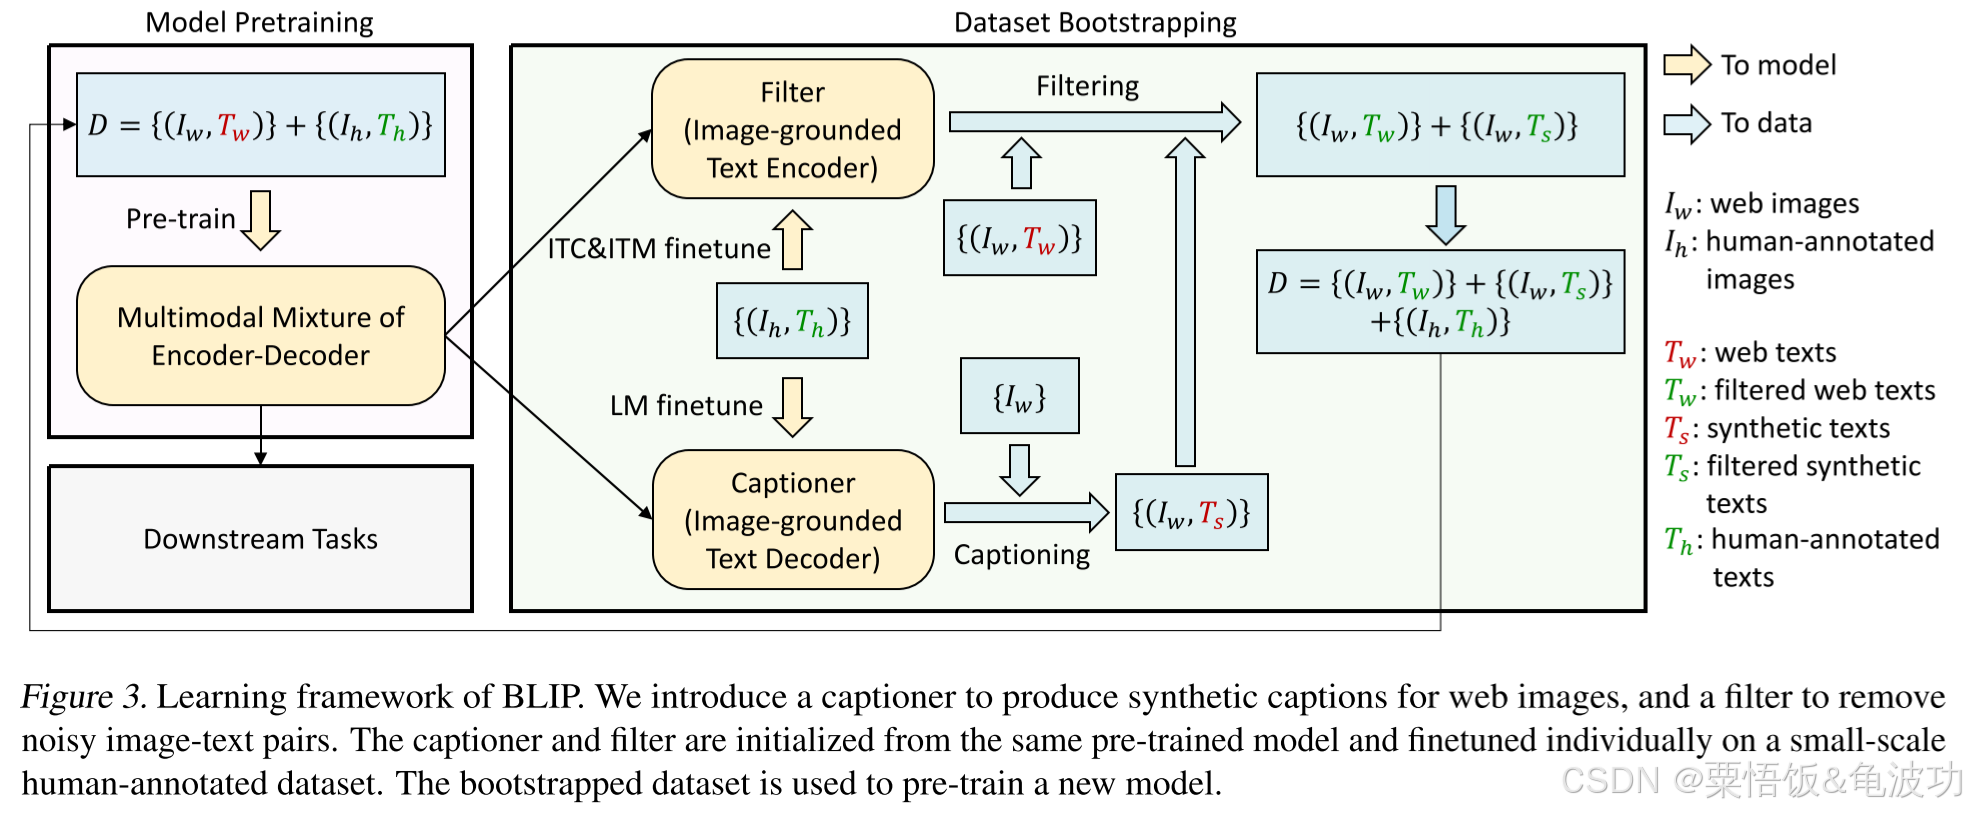 Model Pretraining
D = {(I_w, T_w)} + {(I_h, T_h)}
Pre-train
Multimodal Mixture of
Encoder-Decoder
Downstream Tasks
Dataset Bootstrapping
Filter
(Image-grounded
Text Encoder)
ITC&ITM finetune
{(I_h, T_h)}
LM finetune
Captioner
(Image-grounded
Text Decoder)
Filtering
{(I_w, T_w)}
{I_w}
Captioning
{(I_w, T_s)}
{(I_w, T_w)} + {(I_w, T_s)}
D = {(I_w, T_w)} + {(I_w, T_s)}
+{(I_h, T_h)}
To model
To data
I_w: web images
I_h: human-annotated
images
T_w: web texts
T_w: filtered web texts
T_s: synthetic texts
T_s: filtered synthetic
texts
T_h: human-annotated
texts
Figure 3. Learning framework of BLIP. We introduce a captioner to produce synthetic captions for web images, and a filter to remove
noisy image-text pairs. The captioner and filter are initialized from the same pre-trained model and finetuned individually on a small-scale
human-annotated dataset. The bootstrapped dataset is used to pre-train a new model.
CSDN @粟悟饭&龟波功